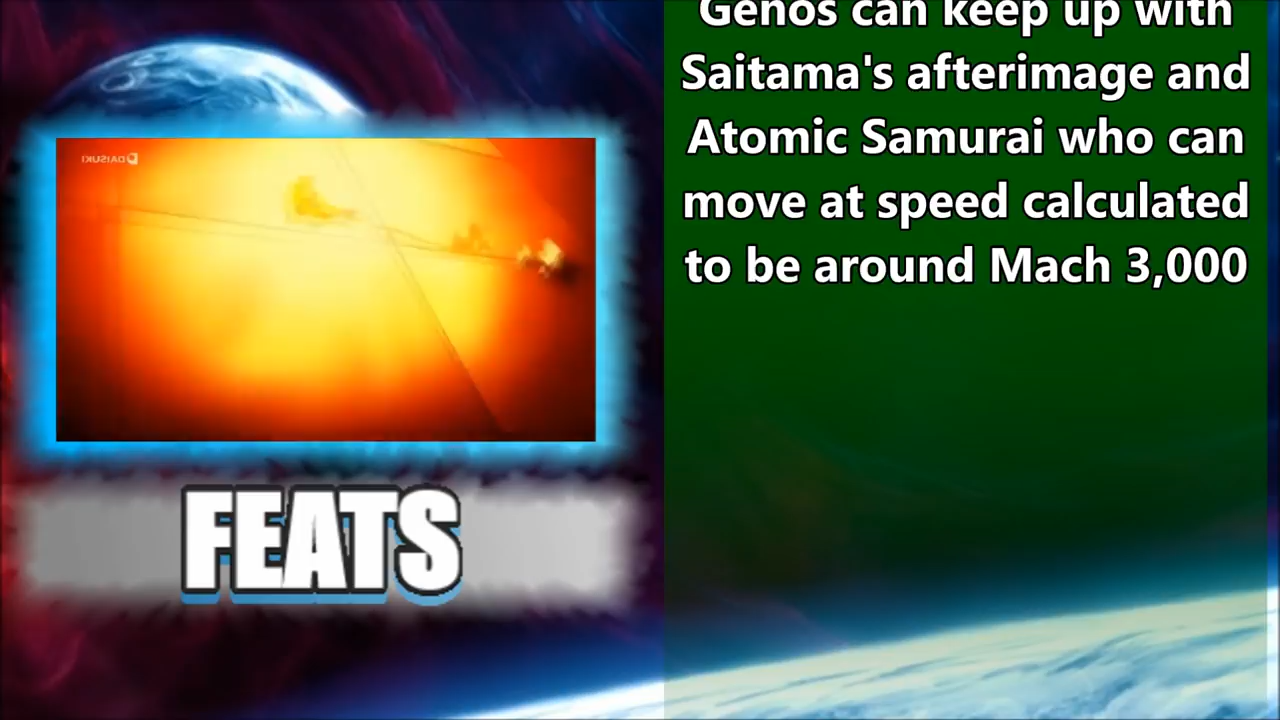 DAISUKI
FEATS
Genos can keep up with
Saitama's afterimage and
Atomic Samurai who can
move at speed calculated
to be around Mach 3,000